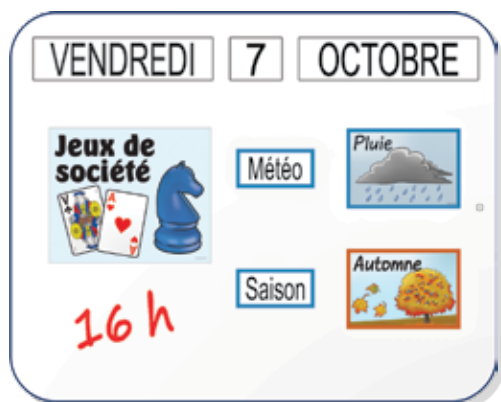 VENDREDI 7 OCTOBRE
Jeux de
société
V
A
A
Météo
Pluie
Saison
Automne
16 h